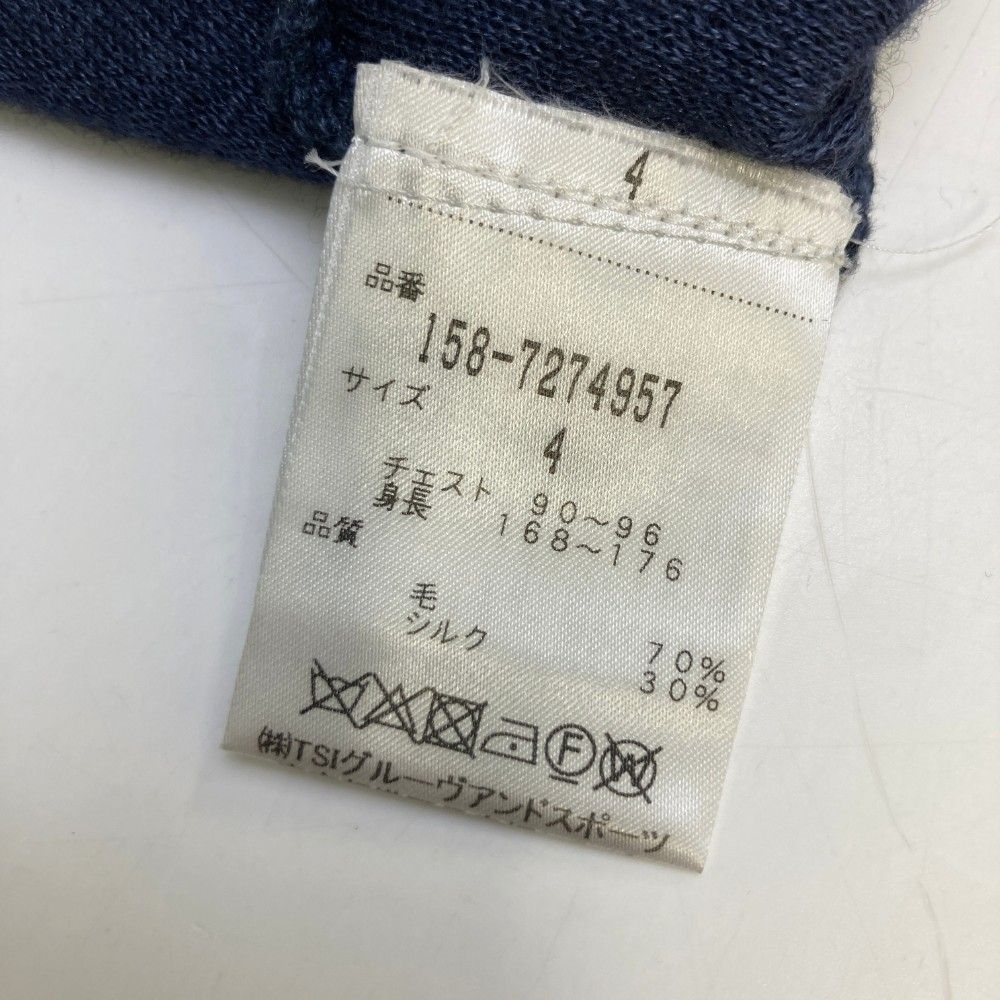 4
品番
158-7274957
サイズ
4
チェスト 90～96
身長 168～176
品質
毛 70%
シルク 30%
F W
㈱TSIグルーヴアンドスポーツ